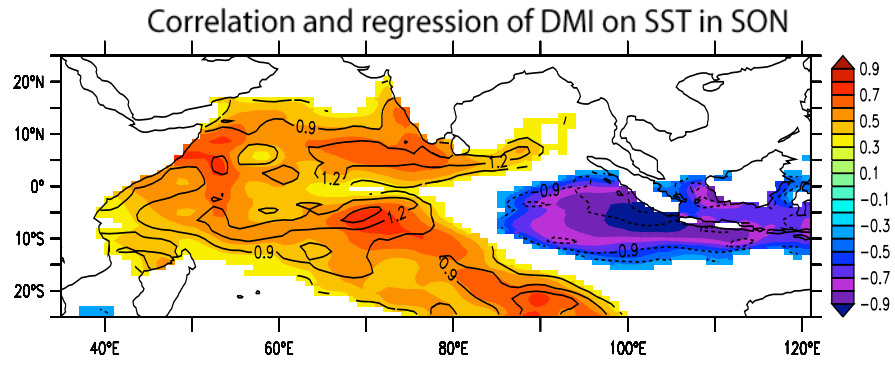 Correlation and regression of DMI on SST in SON
20°N
10°N
0°
10°S
20°S
40°E
60°E
80°E
100°E
120°E
0.9
1.2
1.2
1.2
0.9
0.9
-0.9
-0.9
0.9
0.7
0.5
0.3
0.1
-0.1
-0.3
-0.5
-0.7
-0.9